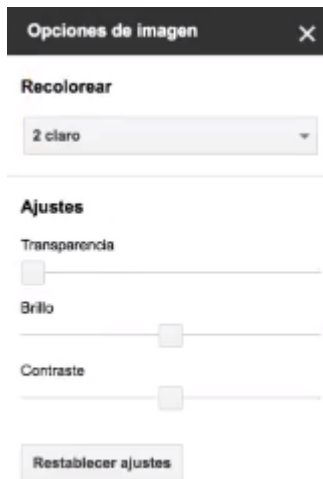 Opciones de imagen
Recolorear
2 claro
Ajustes
Transparencia
Brillo
Contraste
Restablecer ajustes